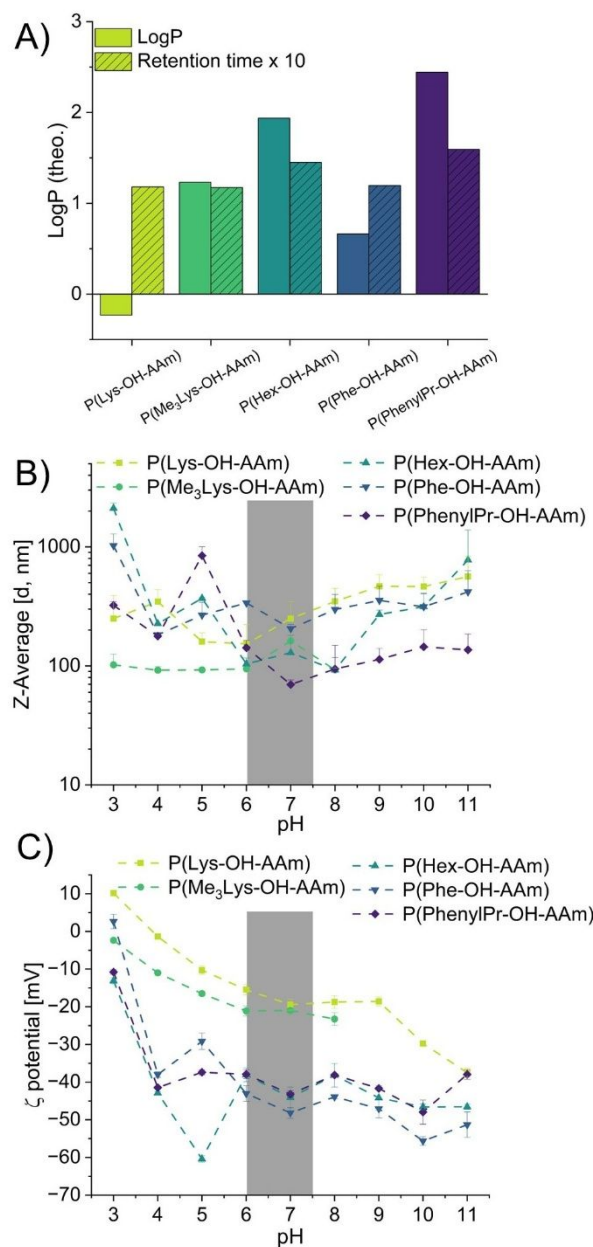 A)
LogP
Retention time x 10
3
2
1
0
LogP (theo.)
P(Lys-OH-AAm)
P(Me₃Lys-OH-AAm)
P(Hex-OH-AAm)
P(Phe-OH-AAm)
P(PhenylPr-OH-AAm)
B)
P(Lys-OH-AAm)
P(Me₃Lys-OH-AAm)
P(Hex-OH-AAm)
P(Phe-OH-AAm)
P(PhenylPr-OH-AAm)
1000
100
10
Z-Average [d, nm]
3 4 5 6 7 8 9 10 11
pH
C)
P(Lys-OH-AAm)
P(Me₃Lys-OH-AAm)
P(Hex-OH-AAm)
P(Phe-OH-AAm)
P(PhenylPr-OH-AAm)
10
0
−10
−20
−30
−40
−50
−60
−70
ζ potential [mV]
3 4 5 6 7 8 9 10 11
pH